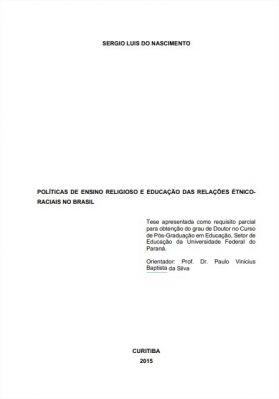 SERGIO LUIS DO NASCIMENTO
POLÍTICAS DE ENSINO RELIGIOSO E EDUCAÇÃO DAS RELAÇÕES ÉTNICO-
RACIAIS NO BRASIL
Tese apresentada como requisito parcial
para obtenção do grau de Doutor no Curso
de Pós-Graduação em Educação, Setor de
Educação da Universidade Federal do
Paraná.
Orientador: Prof. Dr. Paulo Vinicius
Baptista da Silva
CURITIBA
2015